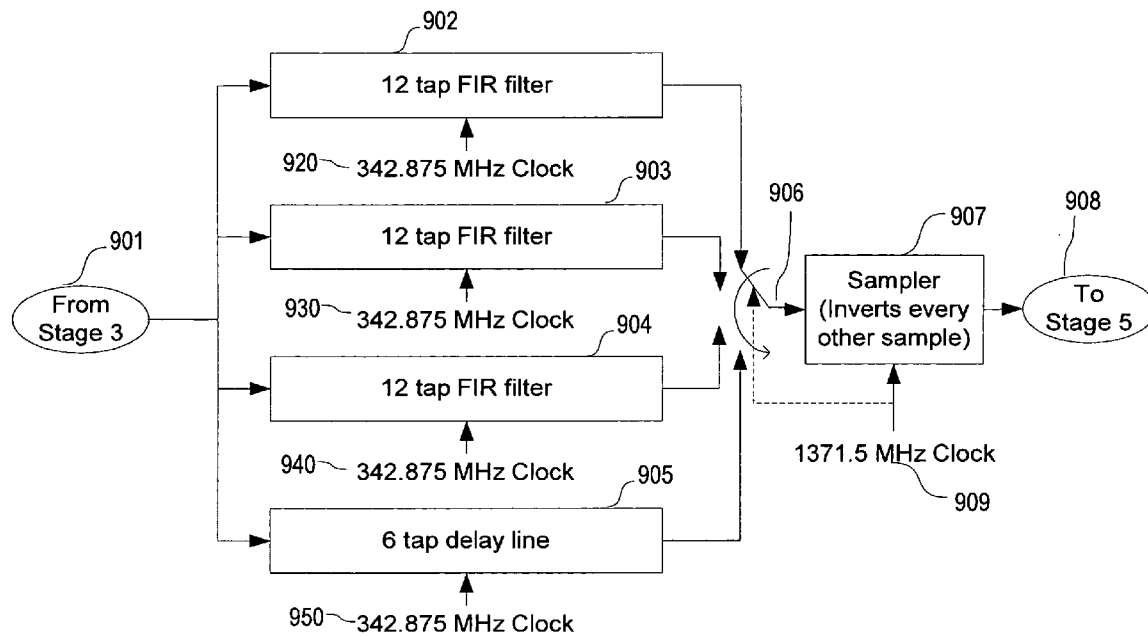 902
12 tap FIR filter
920 342.875 MHz Clock
903
12 tap FIR filter
930 342.875 MHz Clock
904
12 tap FIR filter
940 342.875 MHz Clock
905
6 tap delay line
950 342.875 MHz Clock
901
From
Stage 3
906
907
Sampler
(Inverts every
other sample)
1371.5 MHz Clock
909
908
To
Stage 5